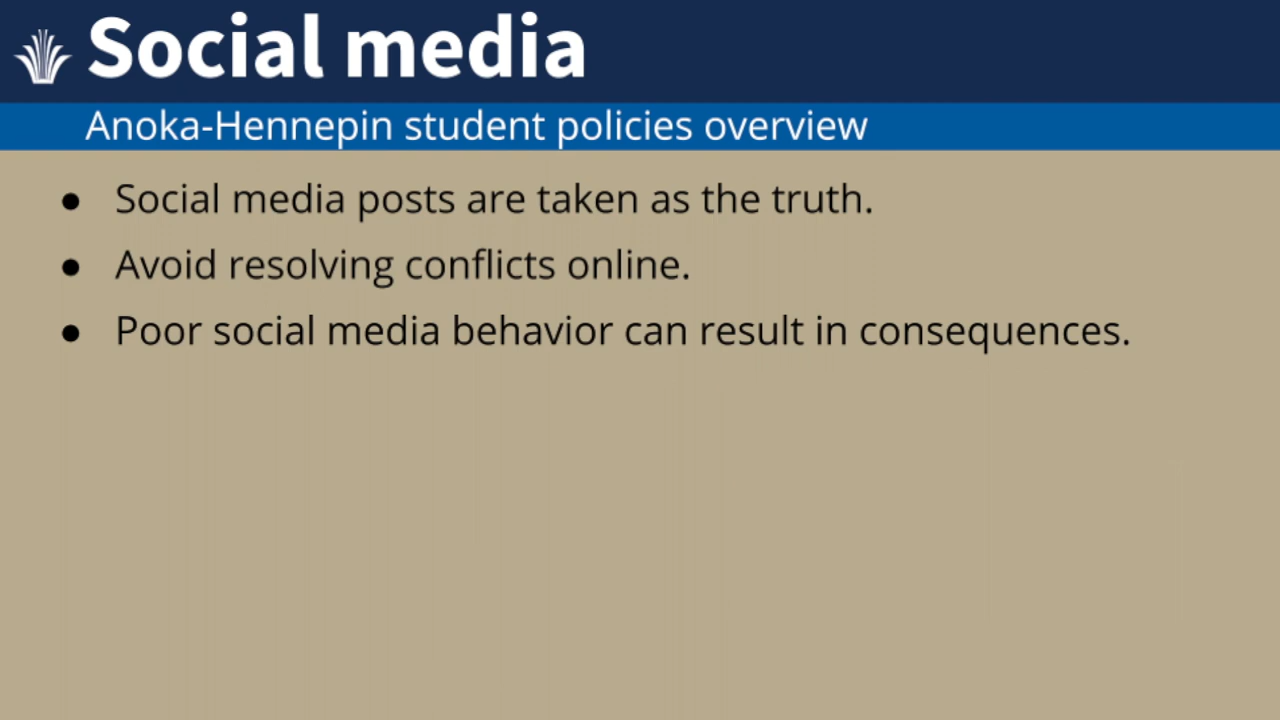 Social media
Anoka-Hennepin student policies overview
● Social media posts are taken as the truth.
● Avoid resolving conflicts online.
● Poor social media behavior can result in consequences.